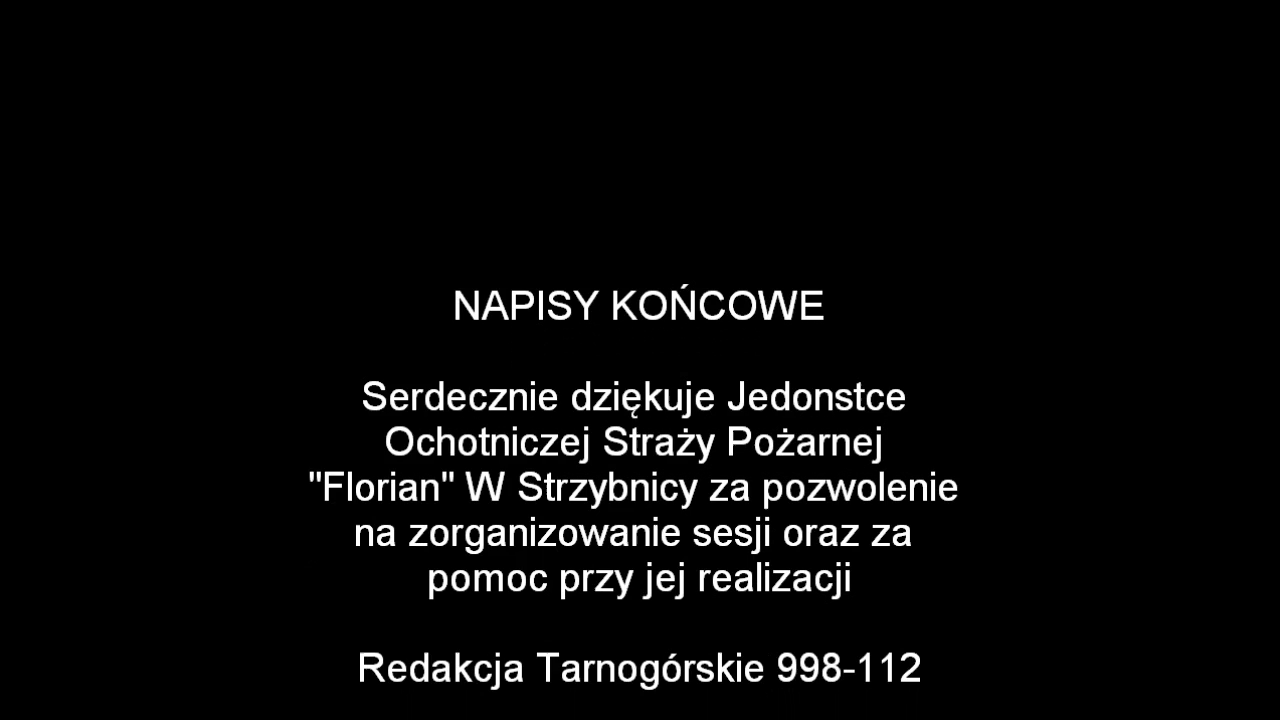 NAPISY KOŃCOWE
Serdecznie dziękuje Jedonstce
Ochotniczej Straży Pożarnej
"Florian" W Strzybnicy za pozwolenie
na zorganizowanie sesji oraz za
pomoc przy jej realizacji
Redakcja Tarnogórskie 998-112